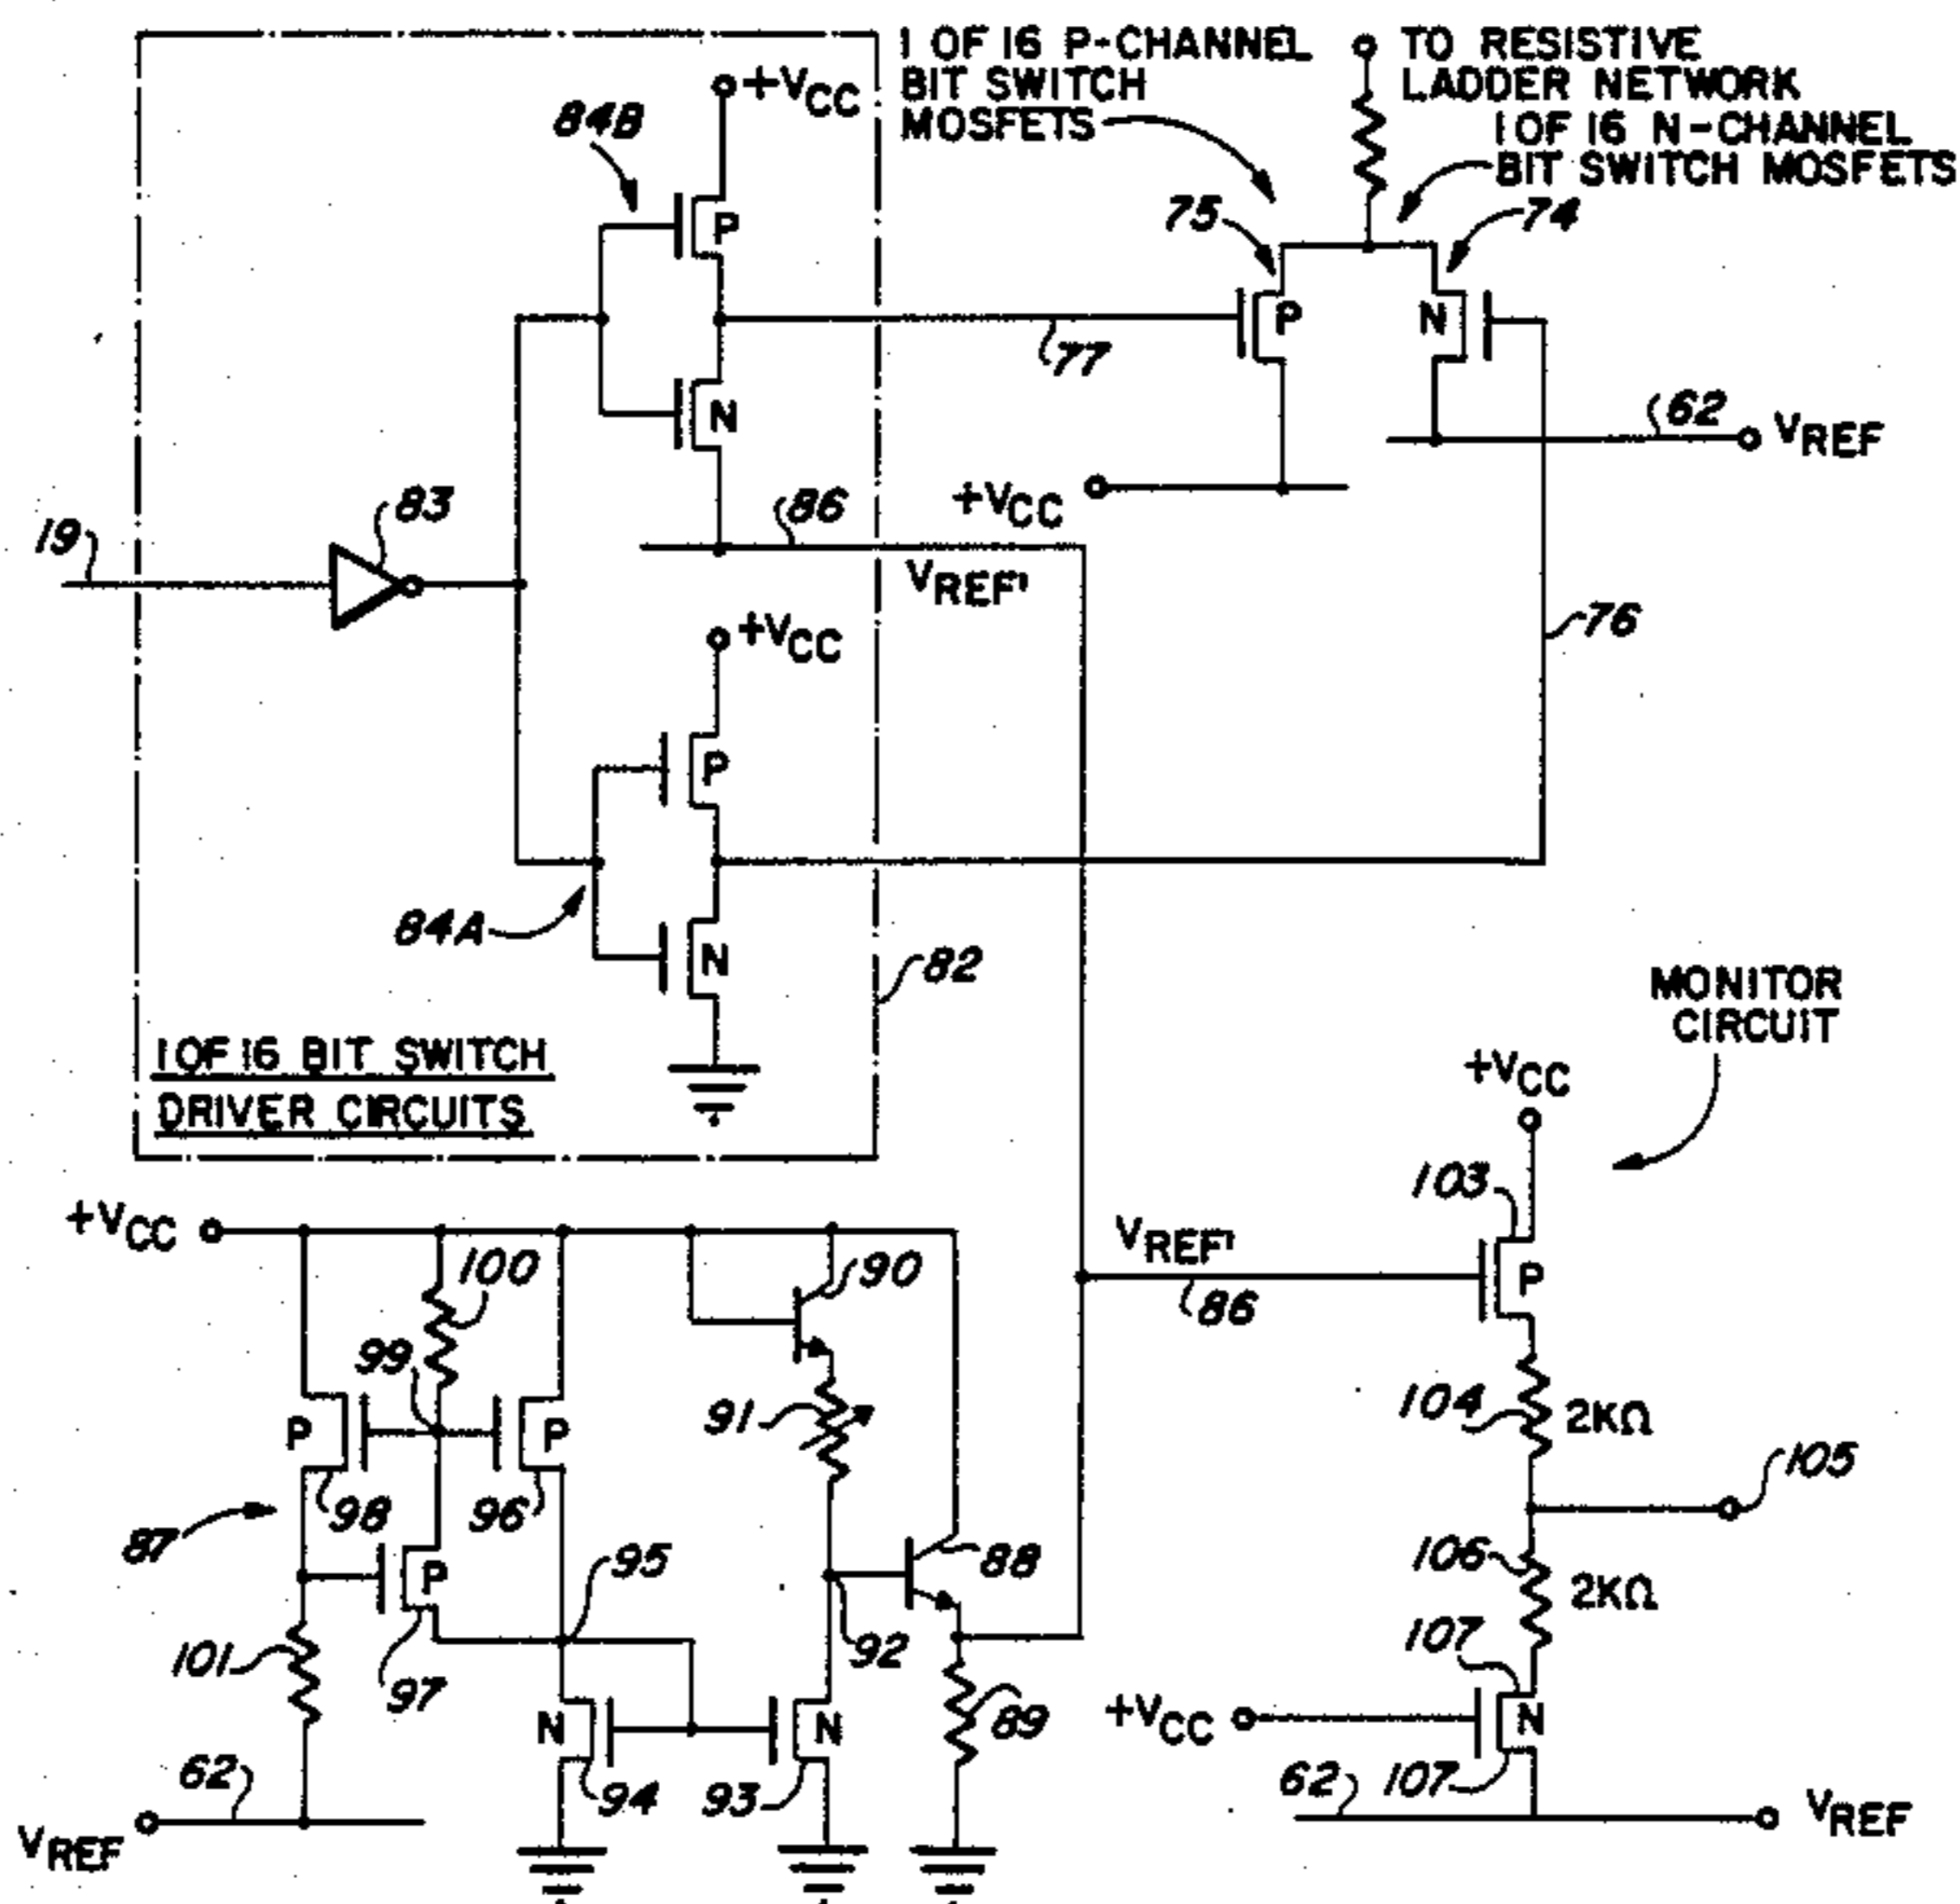 1 OF 16 P-CHANNEL
BIT SWITCH
MOSFETS
TO RESISTIVE
LADDER NETWORK
1 OF 16 N-CHANNEL
BIT SWITCH MOSFETS
+VCC
84B
P
75
74
P
N
77
N
62
VREF
+VCC
83
86
19
VREF'
+VCC
76
P
84A
N
82
MONITOR
CIRCUIT
1 OF 16 BIT SWITCH
DRIVER CIRCUITS
+VCC
103
+VCC
VREF'
P
86
100
90
99
P
P
91
104
2KΩ
105
98
96
87
P
95
88
106
2KΩ
101
97
92
107
N
N
89
+VCC
N
62
94
93
62
107
VREF
VREF